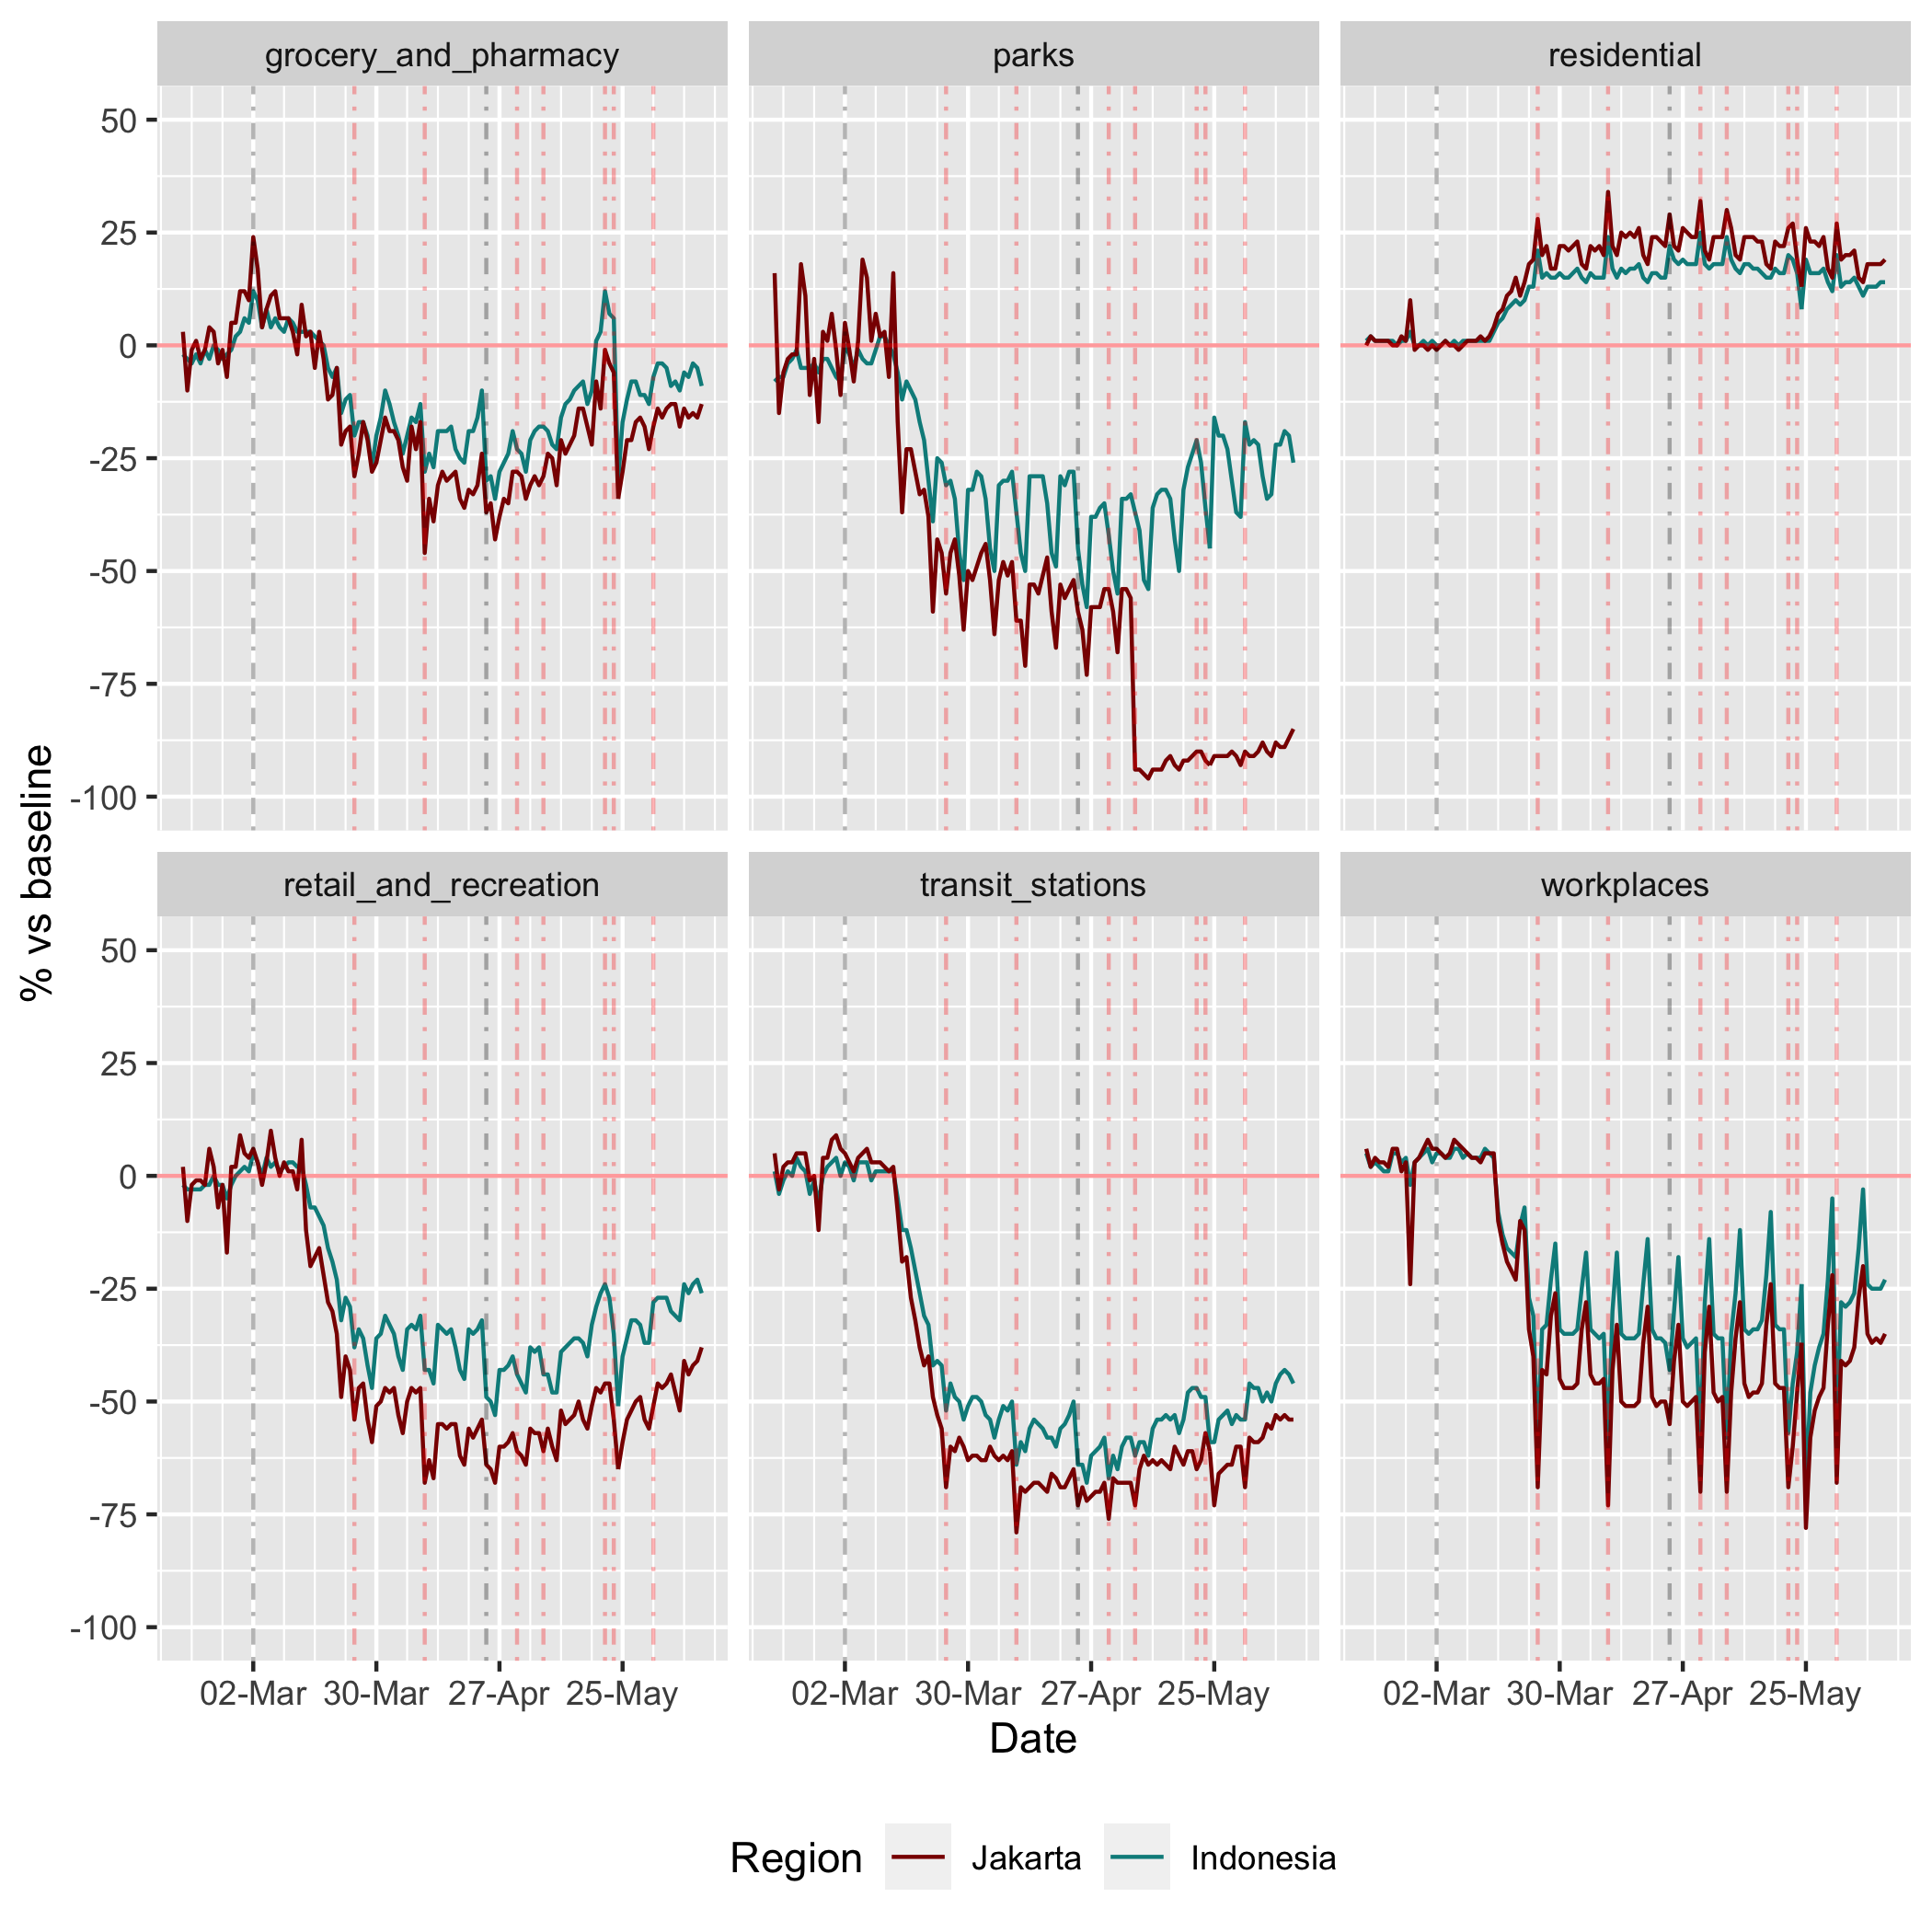 grocery_and_pharmacy
parks
residential
50
25
0
-25
-50
-75
-100
retail_and_recreation
transit_stations
workplaces
50
25
0
-25
-50
-75
-100
% vs baseline
02-Mar 30-Mar 27-Apr 25-May
02-Mar 30-Mar 27-Apr 25-May
02-Mar 30-Mar 27-Apr 25-May
Date
Region Jakarta Indonesia